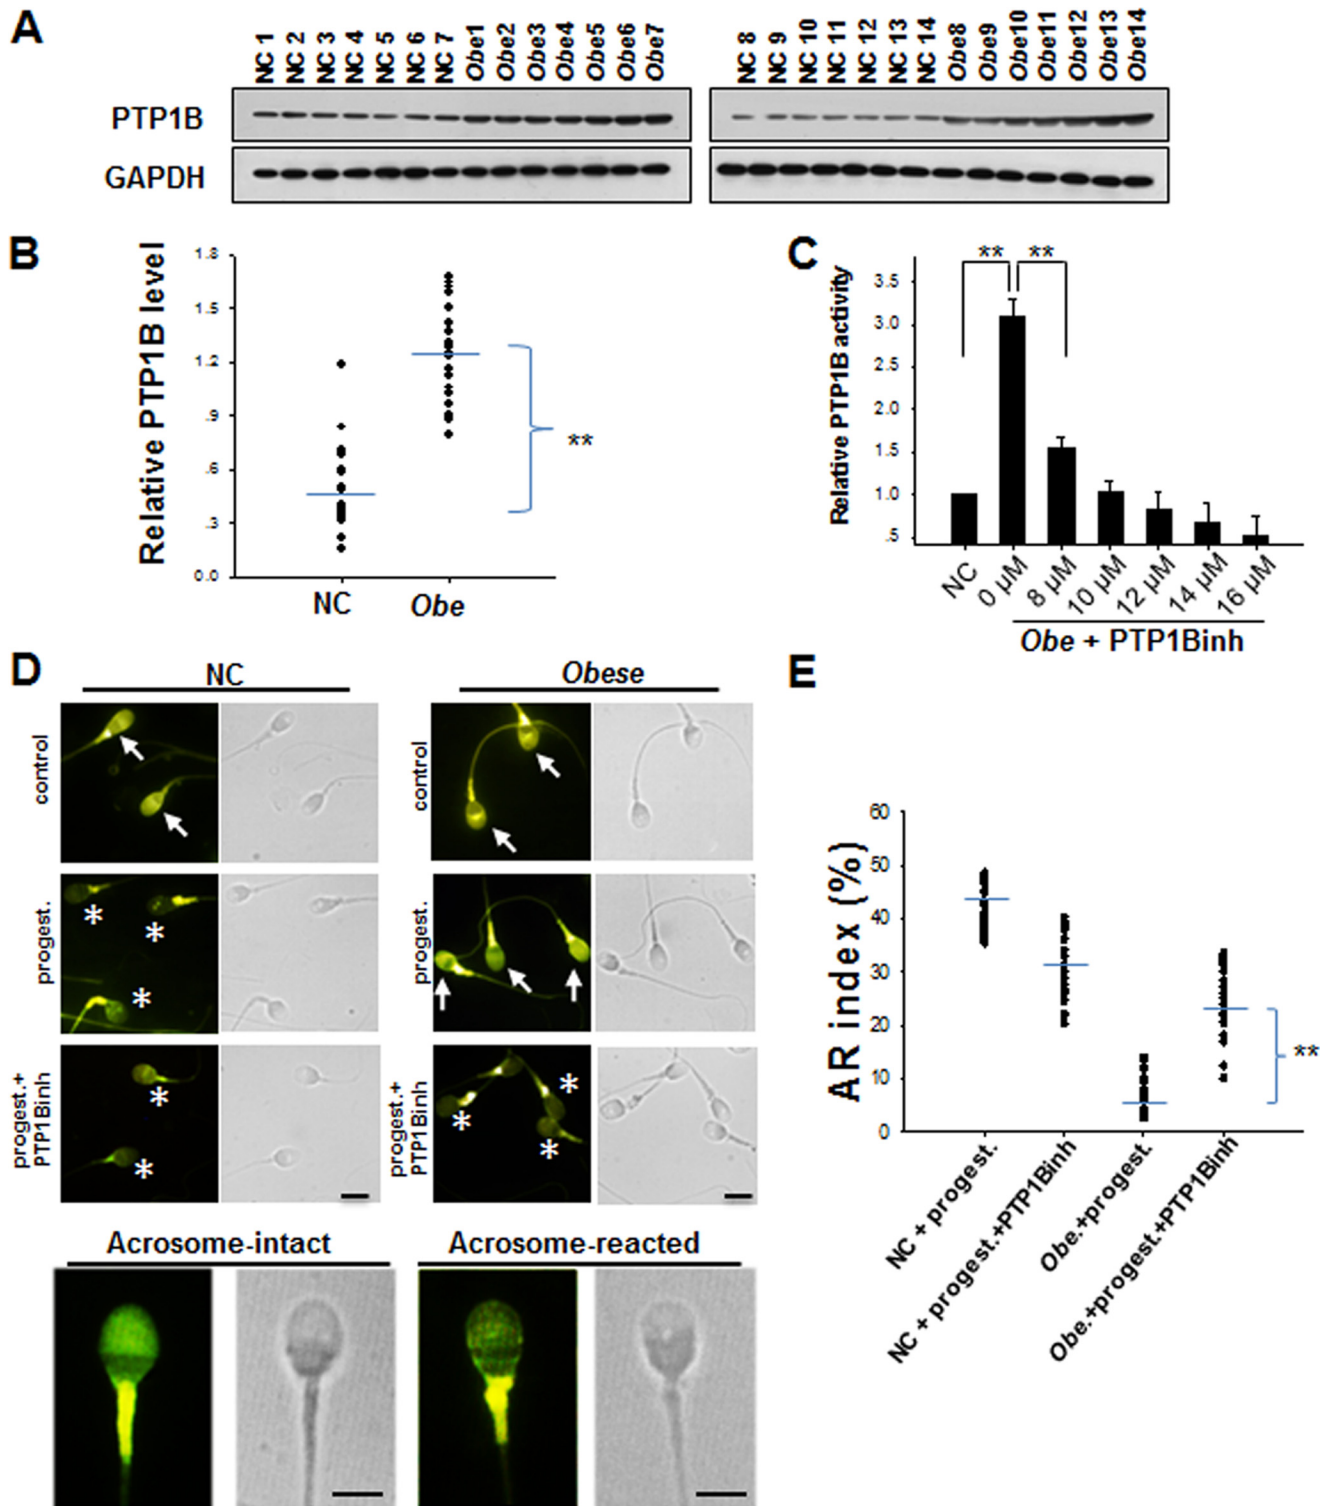 A
NC 1 NC 2 NC 3 NC 4 NC 5 NC 6 NC 7 Obe1 Obe2 Obe3 Obe4 Obe5 Obe6 Obe7
NC 8 NC 9 NC 10 NC 11 NC 12 NC 13 NC 14 Obe8 Obe9 Obe10 Obe11 Obe12 Obe13 Obe14
PTP1B
GAPDH
B
Relative PTP1B level
1.8
1.5
1.2
.9
.6
.3
0.0
**
NC Obe
C
Relative PTP1B activity
3.5
3.0
2.5
2.0
1.5
1.0
.5
** **
NC 0 µM 8 µM 10 µM 12 µM 14 µM 16 µM
Obe + PTP1Binh
D
NC Obese
control control
progest. progest.
* * *
progest.+ PTP1Binh progest.+ PTP1Binh
* * * * *
Acrosome-intact Acrosome-reacted
E
AR index (%)
60
50
40
30
20
10
0
**
NC + progest.
NC + progest.+PTP1Binh
Obe.+progest.
Obe.+progest.+PTP1Binh